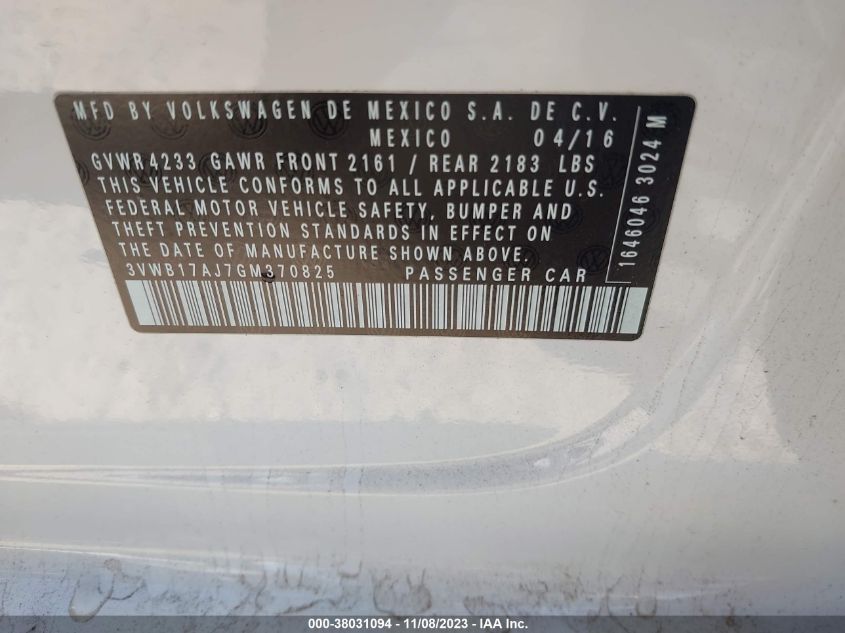 MFD BY VOLKSWAGEN DE MEXICO S.A. DE C.V.
MEXICO 04/16
GVWR 4233 GAWR FRONT 2161 / REAR 2183 LBS
THIS VEHICLE CONFORMS TO ALL APPLICABLE U.S.
FEDERAL MOTOR VEHICLE SAFETY, BUMPER AND
THEFT PREVENTION STANDARDS IN EFFECT ON
THE DATE OF MANUFACTURE SHOWN ABOVE.
3VWB17AJ7GM370825 PASSENGER CAR
1646046 3024 M
000-38031094 - 11/08/2023 - IAA Inc.